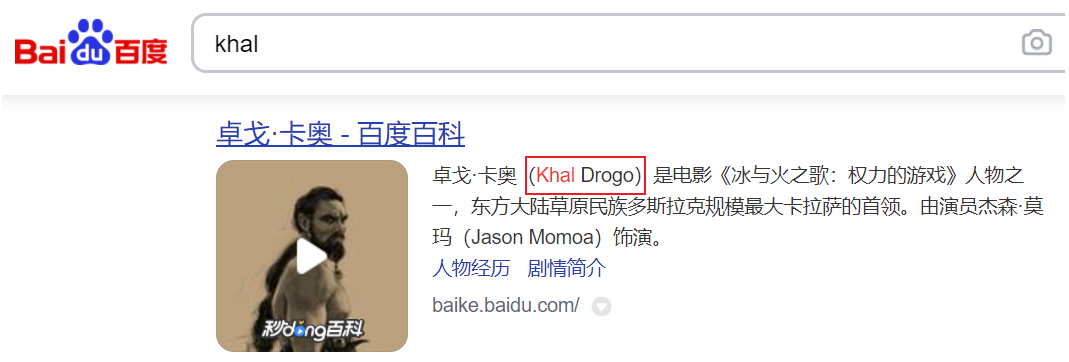 Bai du 百度
khal
卓戈·卡奥 - 百度百科
卓戈·卡奥（Khal Drogo）是电影《冰与火之歌：权力的游戏》人物之
一，东方大陆草原民族多斯拉克规模最大卡拉萨的首领。由演员杰森·莫
玛（Jason Momoa）饰演。
人物经历 剧情简介
秒dong百科
baike.baidu.com/